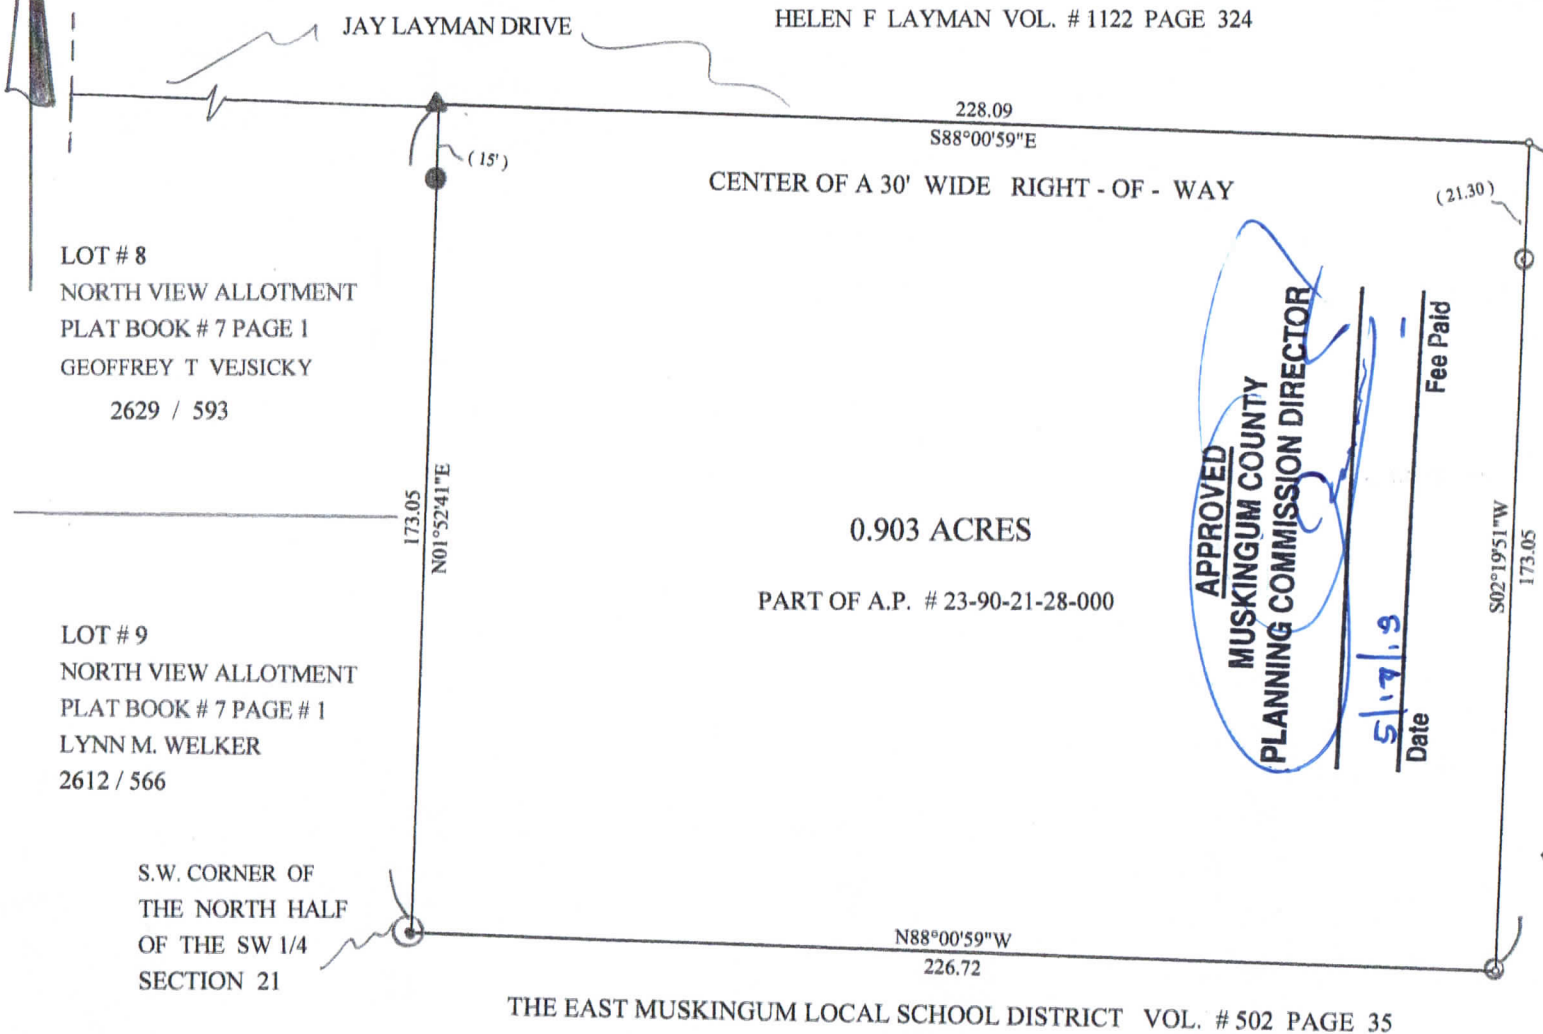 JAY LAYMAN DRIVE
HELEN F LAYMAN VOL. # 1122 PAGE 324
228.09
S88°00'59"E
(15')
CENTER OF A 30' WIDE RIGHT - OF - WAY
(21.30)
LOT # 8
NORTH VIEW ALLOTMENT
PLAT BOOK # 7 PAGE 1
GEOFFREY T VEJSICKY
2629 / 593
173.05
N01°52'41"E
0.903 ACRES
PART OF A.P. # 23-90-21-28-000
APPROVED
MUSKINGUM COUNTY
PLANNING COMMISSION DIRECTOR
Date
Fee Paid
S02°19'51"W
173.05
LOT # 9
NORTH VIEW ALLOTMENT
PLAT BOOK # 7 PAGE # 1
LYNN M. WELKER
2612 / 566
S.W. CORNER OF
THE NORTH HALF
OF THE SW 1/4
SECTION 21
N88°00'59"W
226.72
THE EAST MUSKINGUM LOCAL SCHOOL DISTRICT VOL. # 502 PAGE 35